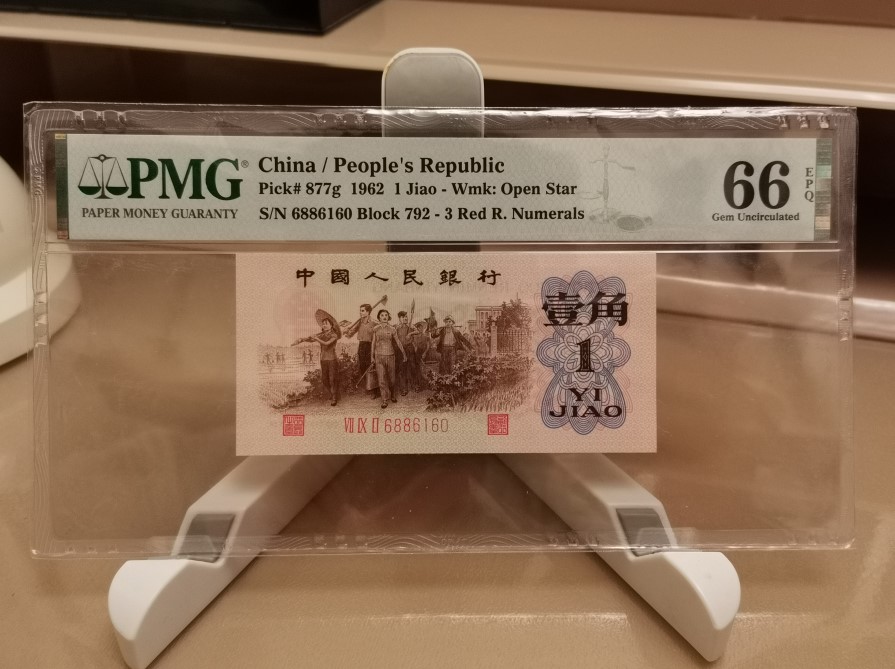 PMG®
PAPER MONEY GUARANTY
China / People's Republic
Pick# 877g 1962 1 Jiao - Wmk: Open Star
S/N 6886160 Block 792 - 3 Red R. Numerals
66 EPQ
Gem Uncirculated
中國人民銀行
壹角
1
YI
JIAO
VII IX II 6886160